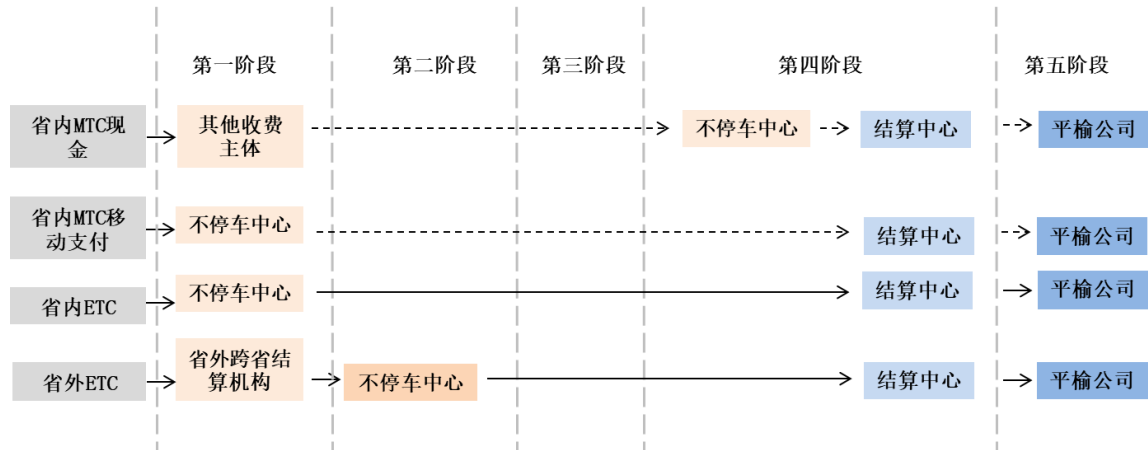 第一阶段 第二阶段 第三阶段 第四阶段 第五阶段
省内MTC现
金
其他收费
主体
不停车中心
结算中心
平榆公司
省内MTC移
动支付
不停车中心
结算中心
平榆公司
省内ETC
不停车中心
结算中心
平榆公司
省外ETC
省外跨省结
算机构
不停车中心
结算中心
平榆公司